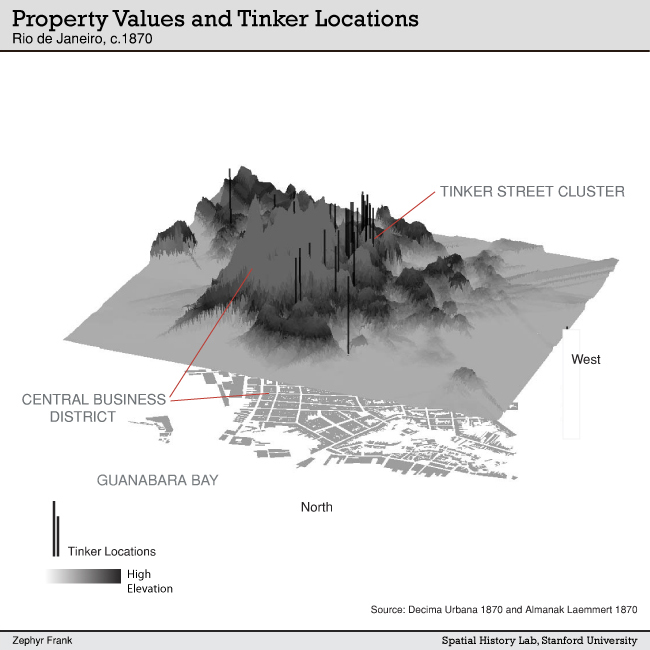 Property Values and Tinker Locations
Rio de Janeiro, c.1870
TINKER STREET CLUSTER
West
CENTRAL BUSINESS
DISTRICT
GUANABARA BAY
North
Tinker Locations
High
Elevation
Source: Decima Urbana 1870 and Almanak Laemmert 1870
Zephyr Frank
Spatial History Lab, Stanford University